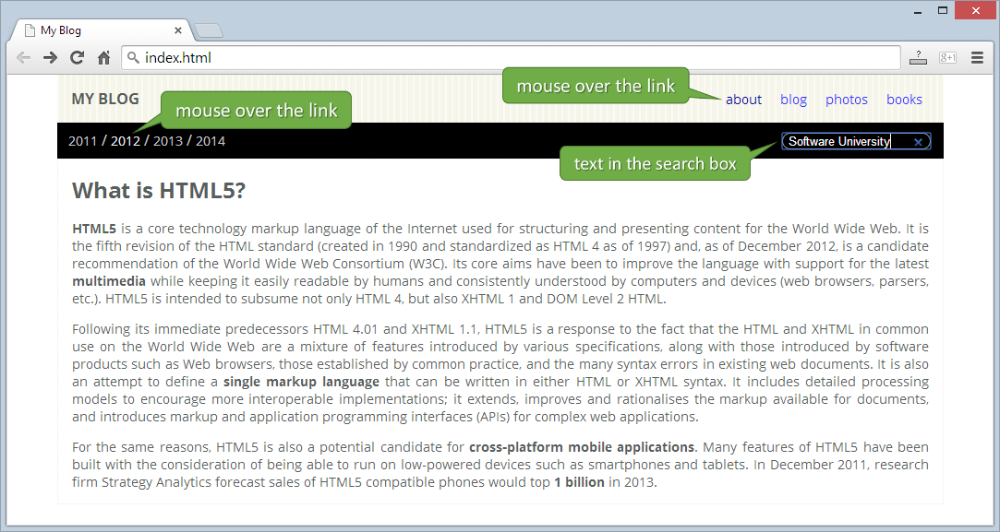 My Blog
index.html
MY BLOG
mouse over the link
mouse over the link
about blog photos books
2011 / 2012 / 2013 / 2014
Software University
text in the search box
What is HTML5?
HTML5 is a core technology markup language of the Internet used for structuring and presenting content for the World Wide Web. It is
the fifth revision of the HTML standard (created in 1990 and standardized as HTML 4 as of 1997) and, as of December 2012, is a candidate
recommendation of the World Wide Web Consortium (W3C). Its core aims have been to improve the language with support for the latest
multimedia while keeping it easily readable by humans and consistently understood by computers and devices (web browsers, parsers,
etc.). HTML5 is intended to subsume not only HTML 4, but also XHTML 1 and DOM Level 2 HTML.
Following its immediate predecessors HTML 4.01 and XHTML 1.1, HTML5 is a response to the fact that the HTML and XHTML in common
use on the World Wide Web are a mixture of features introduced by various specifications, along with those introduced by software
products such as Web browsers, those established by common practice, and the many syntax errors in existing web documents. It is also
an attempt to define a single markup language that can be written in either HTML or XHTML syntax. It includes detailed processing
models to encourage more interoperable implementations; it extends, improves and rationalises the markup available for documents,
and introduces markup and application programming interfaces (APIs) for complex web applications.
For the same reasons, HTML5 is also a potential candidate for cross-platform mobile applications. Many features of HTML5 have been
built with the consideration of being able to run on low-powered devices such as smartphones and tablets. In December 2011, research
firm Strategy Analytics forecast sales of HTML5 compatible phones would top 1 billion in 2013.